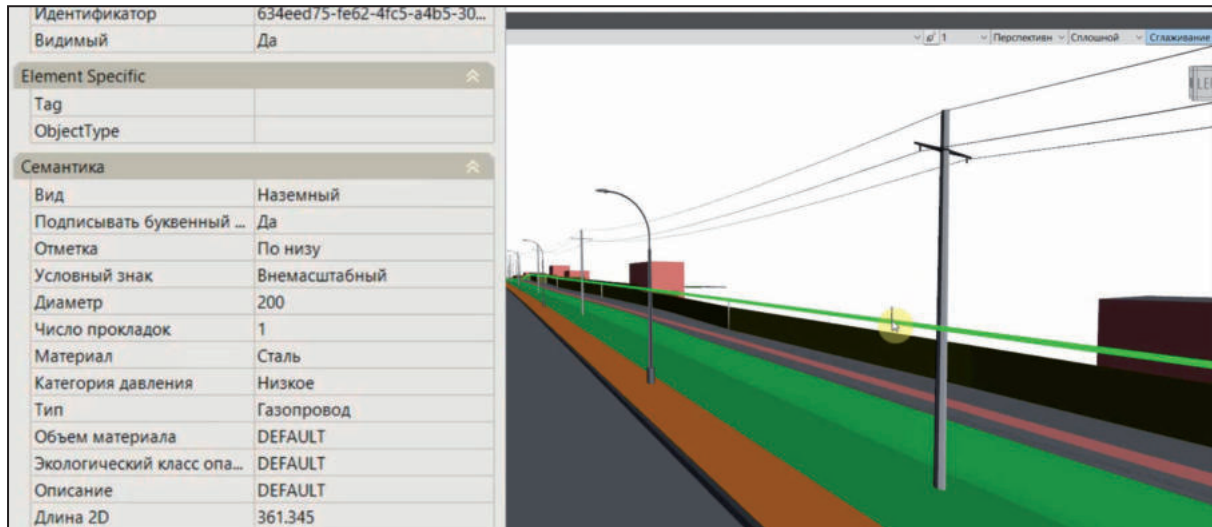 Идентификатор 634eed75-fe62-4fc5-a4b5-30...
Видимый Да
Element Specific
Tag
ObjectType
Семантика
Вид Наземный
Подписывать буквенный ... Да
Отметка По низу
Условный знак Внемасштабный
Диаметр 200
Число прокладок 1
Материал Сталь
Категория давления Низкое
Тип Газопровод
Объем материала DEFAULT
Экологический класс опа... DEFAULT
Описание DEFAULT
Длина 2D 361.345
1 Перспективн Сплошной Сглаживание